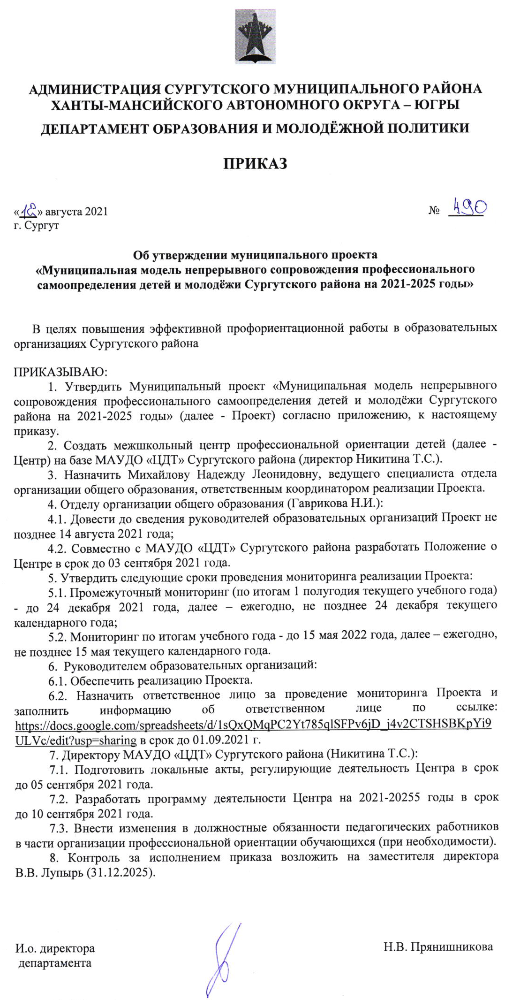 АДМИНИСТРАЦИЯ СУРГУТСКОГО МУНИЦИПАЛЬНОГО РАЙОНА
ХАНТЫ-МАНСИЙСКОГО АВТОНОМНОГО ОКРУГА – ЮГРЫ
ДЕПАРТАМЕНТ ОБРАЗОВАНИЯ И МОЛОДЁЖНОЙ ПОЛИТИКИ
ПРИКАЗ
«12» августа 2021 № 490
г. Сургут
Об утверждении муниципального проекта
«Муниципальная модель непрерывного сопровождения профессионального
самоопределения детей и молодёжи Сургутского района на 2021-2025 годы»
В целях повышения эффективной профориентационной работы в образовательных
организациях Сургутского района
ПРИКАЗЫВАЮ:
1. Утвердить Муниципальный проект «Муниципальная модель непрерывного
сопровождения профессионального самоопределения детей и молодёжи Сургутского
района на 2021-2025 годы» (далее - Проект) согласно приложению, к настоящему
приказу.
2. Создать межшкольный центр профессиональной ориентации детей (далее -
Центр) на базе МАУДО «ЦДТ» Сургутского района (директор Никитина Т.С.).
3. Назначить Михайлову Надежду Леонидовну, ведущего специалиста отдела
организации общего образования, ответственным координатором реализации Проекта.
4. Отделу организации общего образования (Гаврикова Н.И.):
4.1. Довести до сведения руководителей образовательных организаций Проект не
позднее 14 августа 2021 года;
4.2. Совместно с МАУДО «ЦДТ» Сургутского района разработать Положение о
Центре в срок до 03 сентября 2021 года.
5. Утвердить следующие сроки проведения мониторинга реализации Проекта:
5.1. Промежуточный мониторинг (по итогам 1 полугодия текущего учебного года)
- до 24 декабря 2021 года, далее – ежегодно, не позднее 24 декабря текущего
календарного года;
5.2. Мониторинг по итогам учебного года - до 15 мая 2022 года, далее – ежегодно,
не позднее 15 мая текущего календарного года.
6. Руководителем образовательных организаций:
6.1. Обеспечить реализацию Проекта.
6.2. Назначить ответственное лицо за проведение мониторинга Проекта и
заполнить информацию об ответственном лице по ссылке:
https://docs.google.com/spreadsheets/d/1sQxQMqPC2Yt785qlSFPv6jD_j4v2CTSHSBKpYi9
ULVc/edit?usp=sharing в срок до 01.09.2021 г.
7. Директору МАУДО «ЦДТ» Сургутского района (Никитина Т.С.):
7.1. Подготовить локальные акты, регулирующие деятельность Центра в срок
до 05 сентября 2021 года.
7.2. Разработать программу деятельности Центра на 2021-20255 годы в срок
до 10 сентября 2021 года.
7.3. Внести изменения в должностные обязанности педагогических работников
в части организации профессиональной ориентации обучающихся (при необходимости).
8. Контроль за исполнением приказа возложить на заместителя директора
В.В. Лупырь (31.12.2025).
И.о. директора Н.В. Прянишникова
департамента